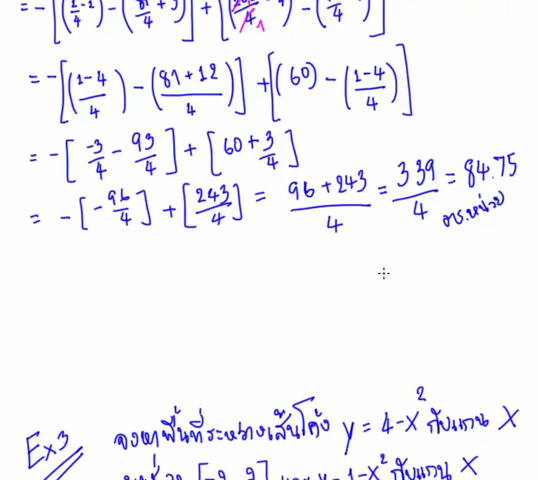 = -[(1-4/4) - (81+12/4)] + [(60) - (1-4/4)]
= -[-3/4 - 93/4] + [60 + 3/4]
= -[-96/4] + [243/4] = 96+243/4 = 339/4 = 84.75 ตร.หน่วย
Ex3 จงหาพื้นที่ระหว่างเส้นโค้ง y = 4-x² กับแกน X